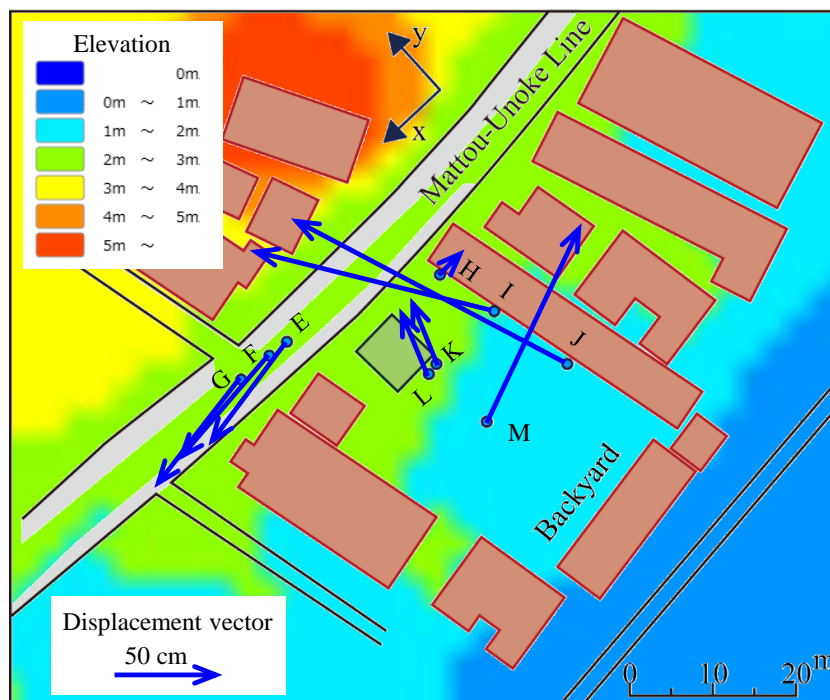 Elevation
0m
0m ~ 1m
1m ~ 2m
2m ~ 3m
3m ~ 4m
4m ~ 5m
5m ~
y
x
Mattou-Unoke Line
H
I
E
F
J
K
G
L
M
Backyard
Displacement vector
50 cm
0 10 20 m